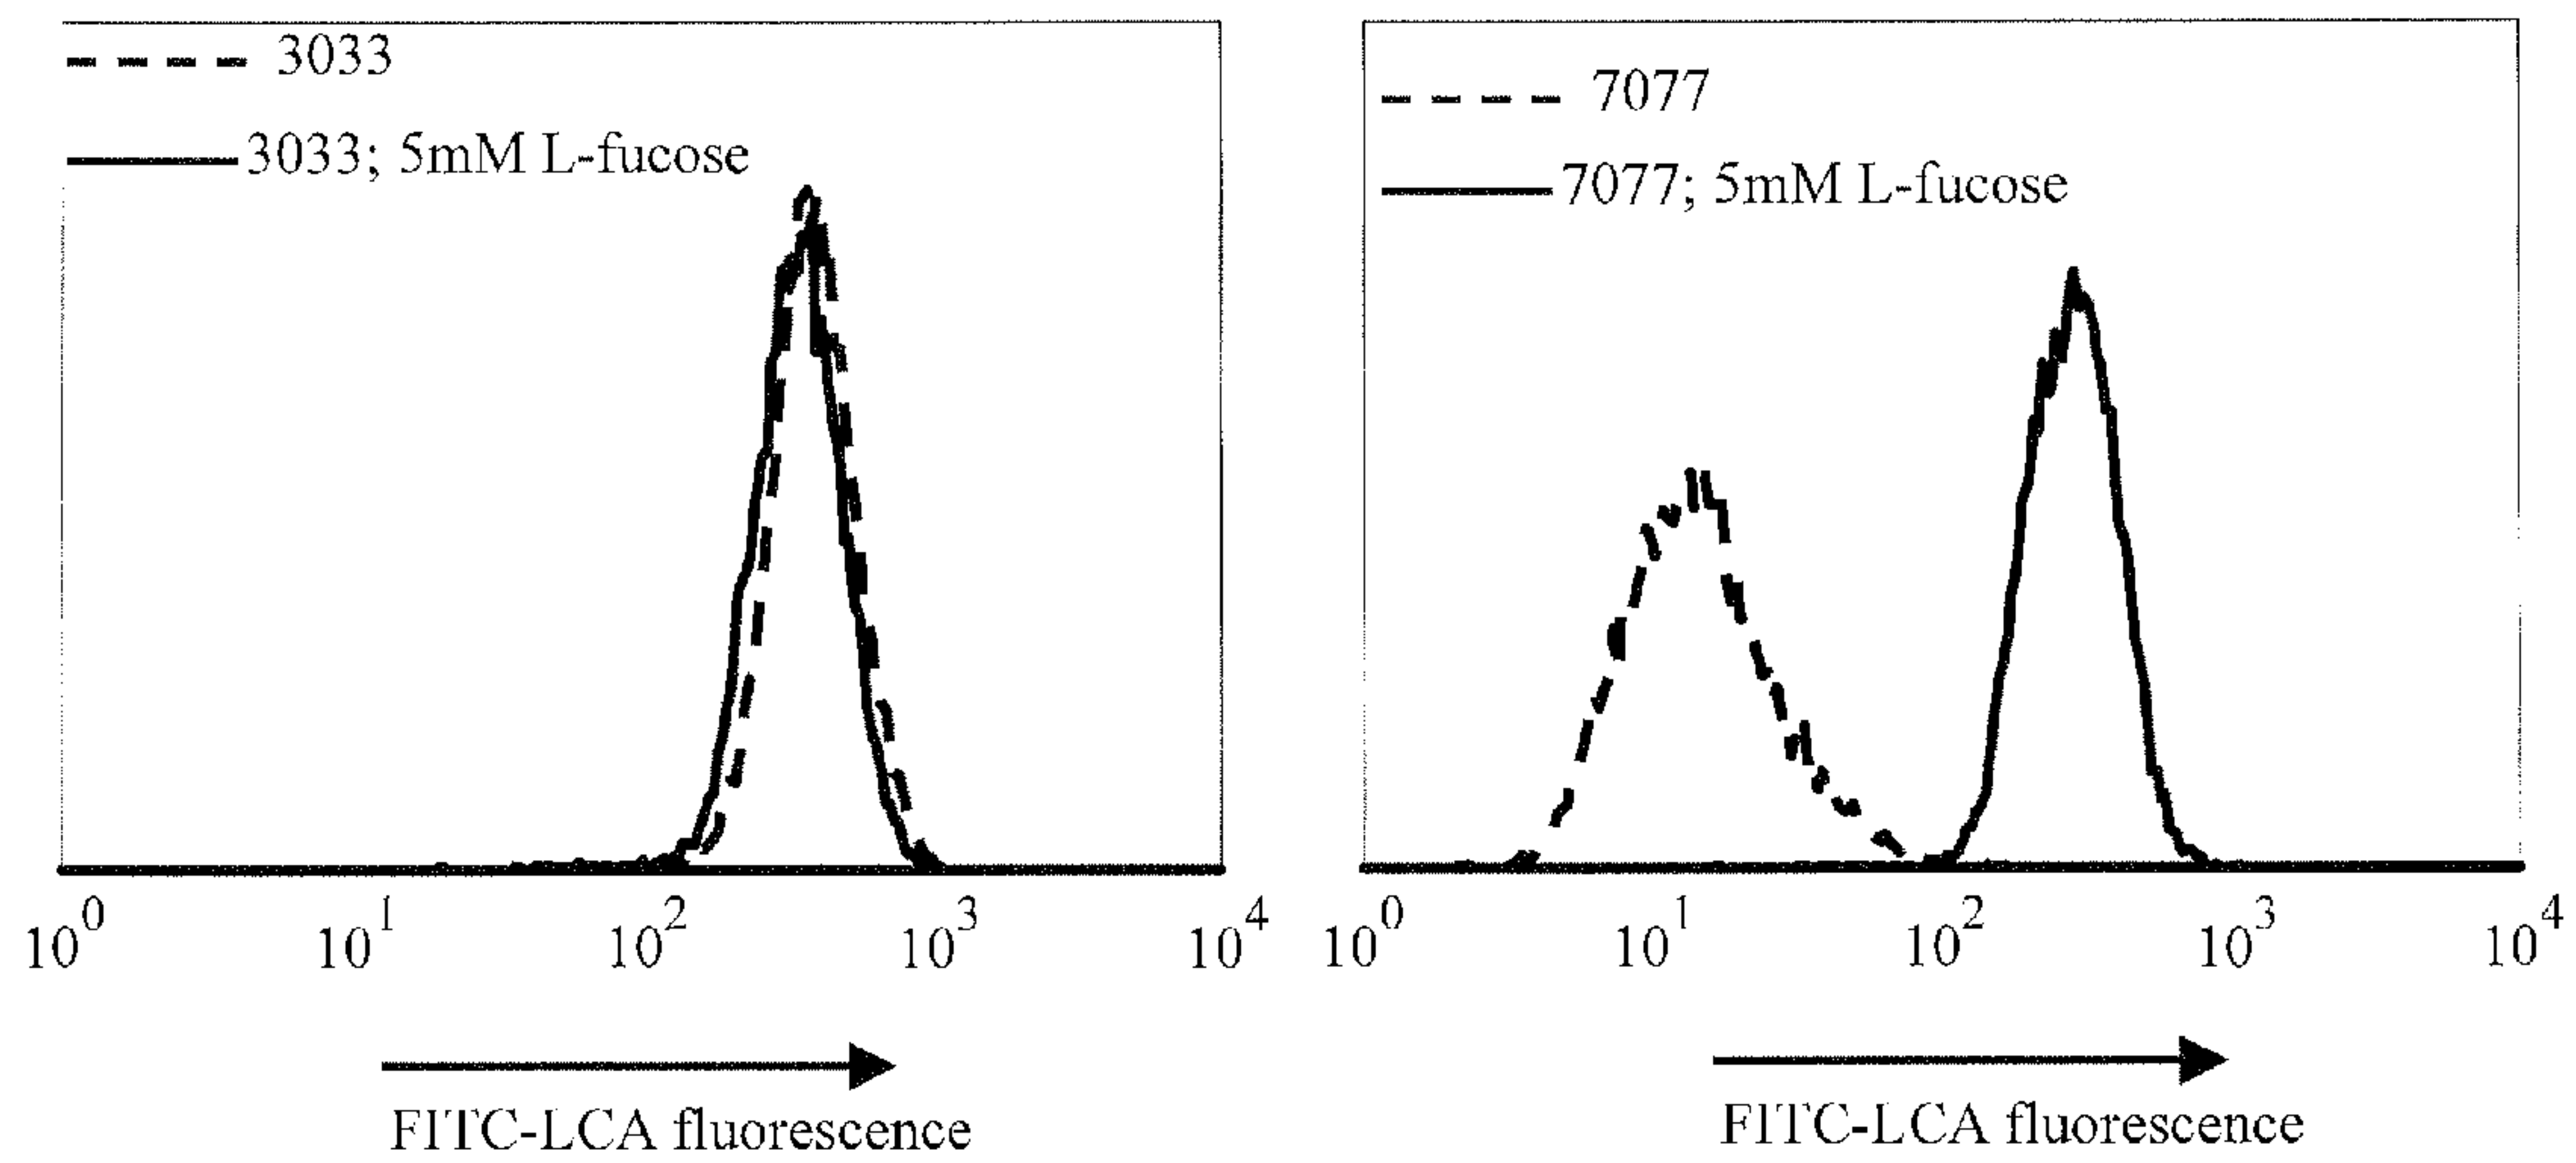 3033
3033; 5mM L-fucose
10^0 10^1 10^2 10^3 10^4
FITC-LCA fluorescence
7077
7077; 5mM L-fucose
10^0 10^1 10^2 10^3 10^4
FITC-LCA fluorescence